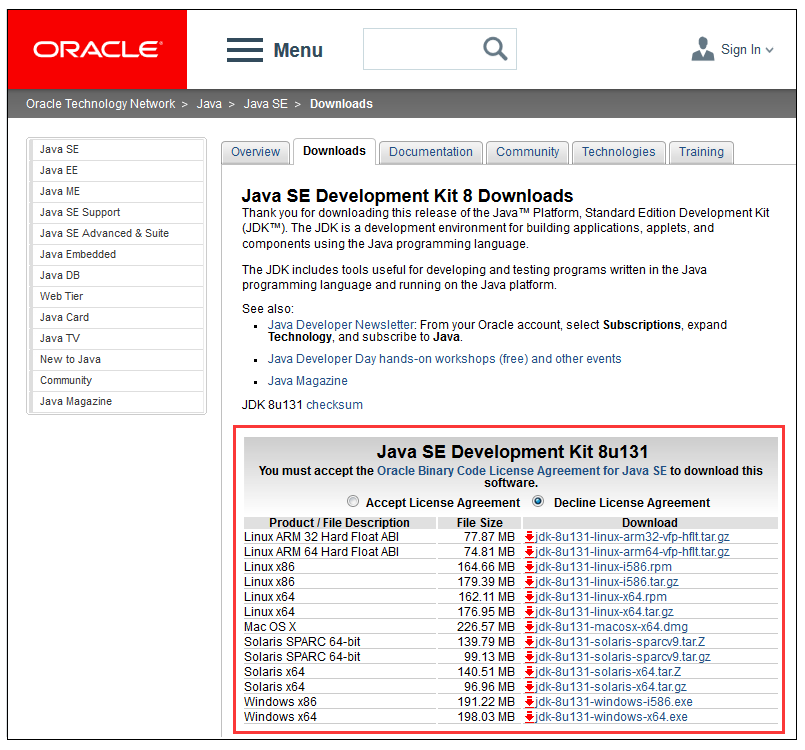 ORACLE
Menu
Sign In
Oracle Technology Network > Java > Java SE > Downloads
Java SE
Java EE
Java ME
Java SE Support
Java SE Advanced & Suite
Java Embedded
Java DB
Web Tier
Java Card
Java TV
New to Java
Community
Java Magazine
Overview Downloads Documentation Community Technologies Training
Java SE Development Kit 8 Downloads
Thank you for downloading this release of the Java™ Platform, Standard Edition Development Kit
(JDK™). The JDK is a development environment for building applications, applets, and
components using the Java programming language.
The JDK includes tools useful for developing and testing programs written in the Java
programming language and running on the Java platform.
See also:
Java Developer Newsletter: From your Oracle account, select Subscriptions, expand
Technology, and subscribe to Java.
Java Developer Day hands-on workshops (free) and other events
Java Magazine
JDK 8u131 checksum
Java SE Development Kit 8u131
You must accept the Oracle Binary Code License Agreement for Java SE to download this
software.
Accept License Agreement Decline License Agreement
Product / File Description File Size Download
Linux ARM 32 Hard Float ABI 77.87 MB jdk-8u131-linux-arm32-vfp-hflt.tar.gz
Linux ARM 64 Hard Float ABI 74.81 MB jdk-8u131-linux-arm64-vfp-hflt.tar.gz
Linux x86 164.66 MB jdk-8u131-linux-i586.rpm
Linux x86 179.39 MB jdk-8u131-linux-i586.tar.gz
Linux x64 162.11 MB jdk-8u131-linux-x64.rpm
Linux x64 176.95 MB jdk-8u131-linux-x64.tar.gz
Mac OS X 226.57 MB jdk-8u131-macosx-x64.dmg
Solaris SPARC 64-bit 139.79 MB jdk-8u131-solaris-sparcv9.tar.Z
Solaris SPARC 64-bit 99.13 MB jdk-8u131-solaris-sparcv9.tar.gz
Solaris x64 140.51 MB jdk-8u131-solaris-x64.tar.Z
Solaris x64 96.96 MB jdk-8u131-solaris-x64.tar.gz
Windows x86 191.22 MB jdk-8u131-windows-i586.exe
Windows x64 198.03 MB jdk-8u131-windows-x64.exe